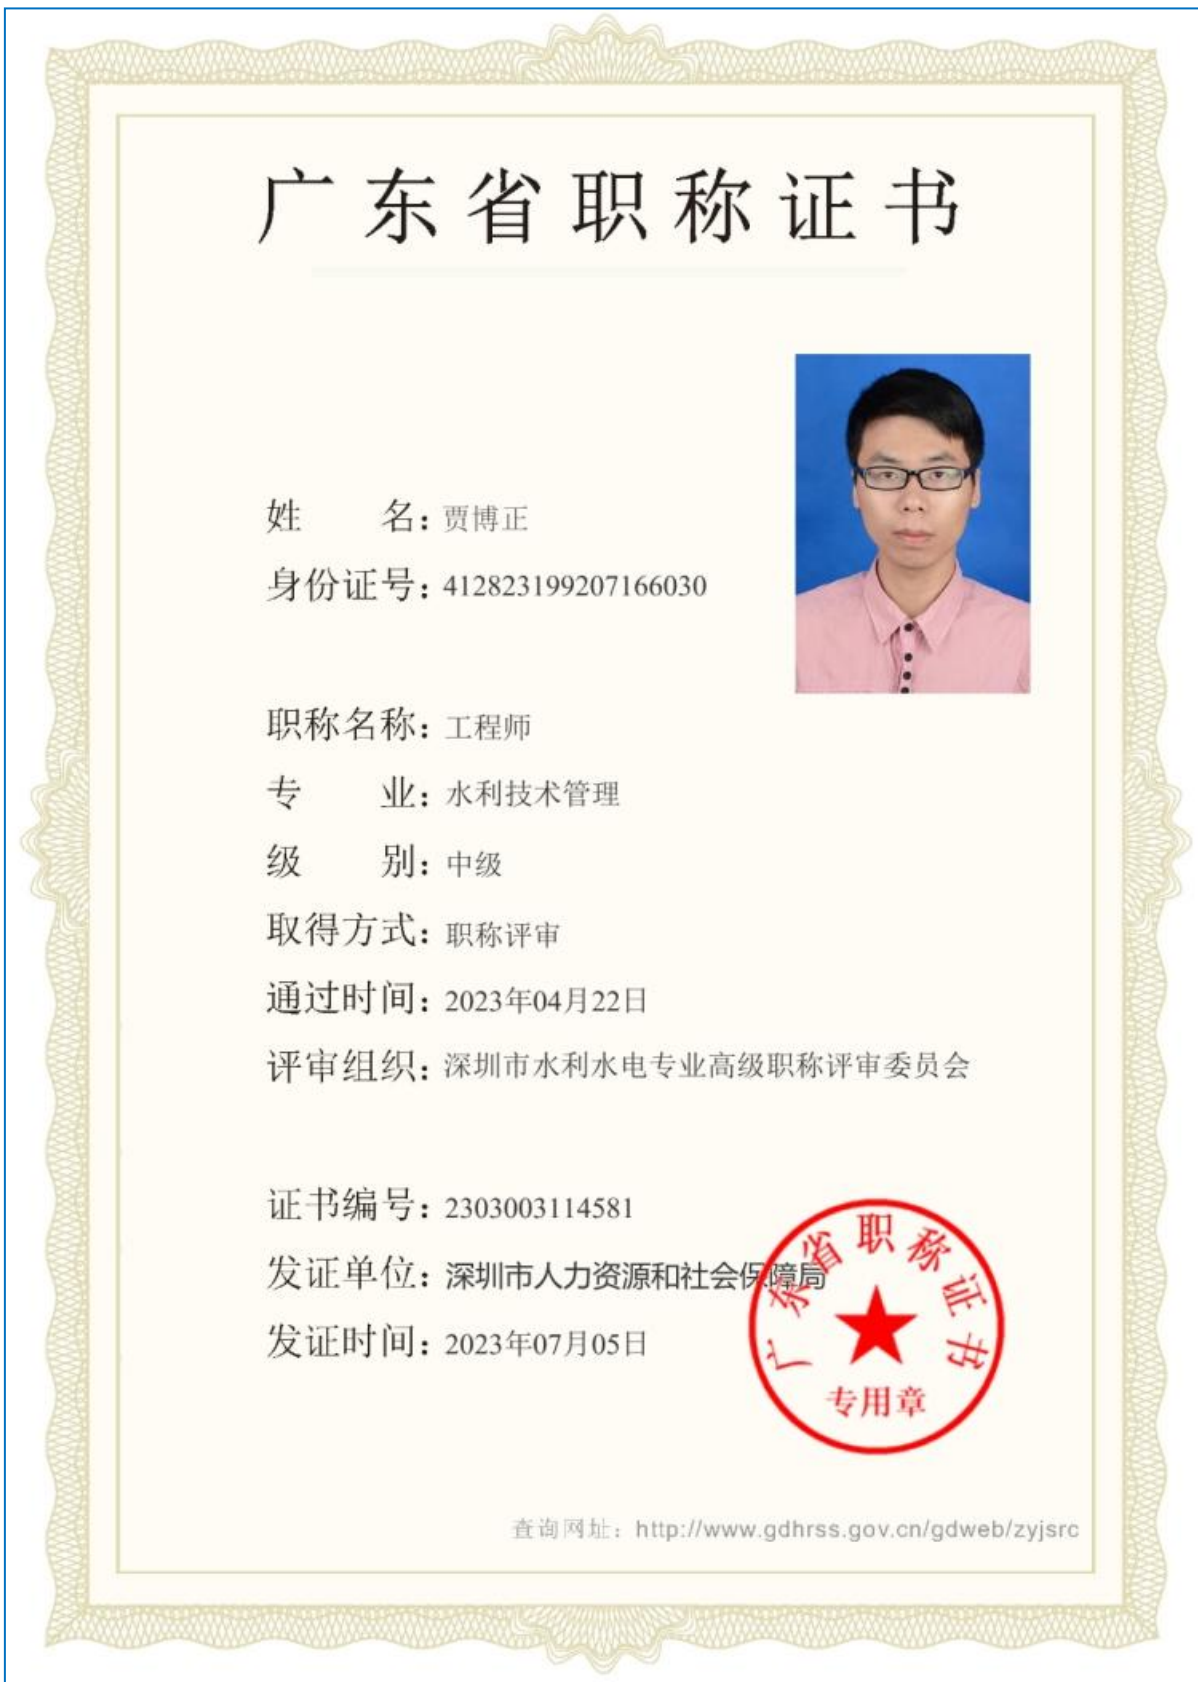 广东省职称证书
姓 名：贾博正
身份证号：412823199207166030
职称名称：工程师
专 业：水利技术管理
级 别：中级
取得方式：职称评审
通过时间：2023年04月22日
评审组织：深圳市水利水电专业高级职称评审委员会
证书编号：2303003114581
发证单位：深圳市人力资源和社会保障局
发证时间：2023年07月05日
广东省职称证书
专用章
查询网址：http://www.gdhrss.gov.cn/gdweb/zyjsrc